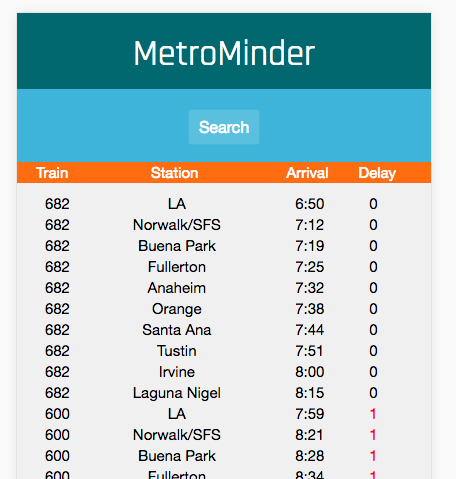 MetroMinder
Search
Train Station Arrival Delay
682 LA 6:50 0
682 Norwalk/SFS 7:12 0
682 Buena Park 7:19 0
682 Fullerton 7:25 0
682 Anaheim 7:32 0
682 Orange 7:38 0
682 Santa Ana 7:44 0
682 Tustin 7:51 0
682 Irvine 8:00 0
682 Laguna Nigel 8:15 0
600 LA 7:59 1
600 Norwalk/SFS 8:21 1
600 Buena Park 8:28 1
600 Fullerton 8:34 1